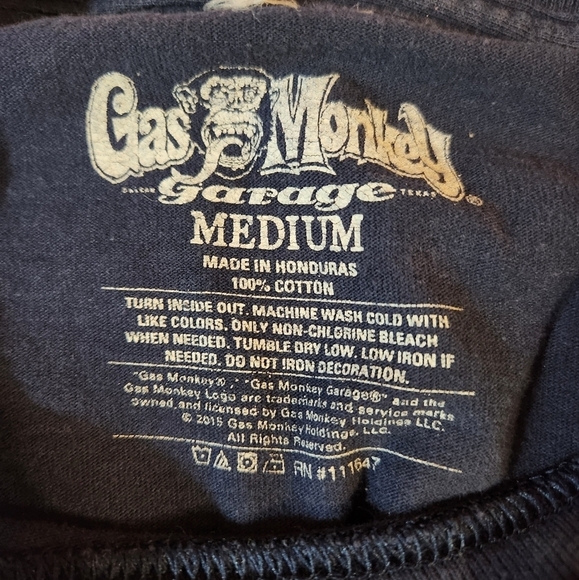 Gas Monkey
DALLAS garage TEXAS ®
MEDIUM
MADE IN HONDURAS
100% COTTON
TURN INSIDE OUT. MACHINE WASH COLD WITH
LIKE COLORS. ONLY NON-CHLORINE BLEACH
WHEN NEEDED. TUMBLE DRY LOW. LOW IRON IF
NEEDED. DO NOT IRON DECORATION.
"Gas Monkey®," "Gas Monkey Garage®" and the
Gas Monkey Logo are trademarks and service marks
owned and licensed by Gas Monkey Holdings LLC.
© 2015 Gas Monkey Holdings, LLC.
All Rights Reserved.
RN #111647